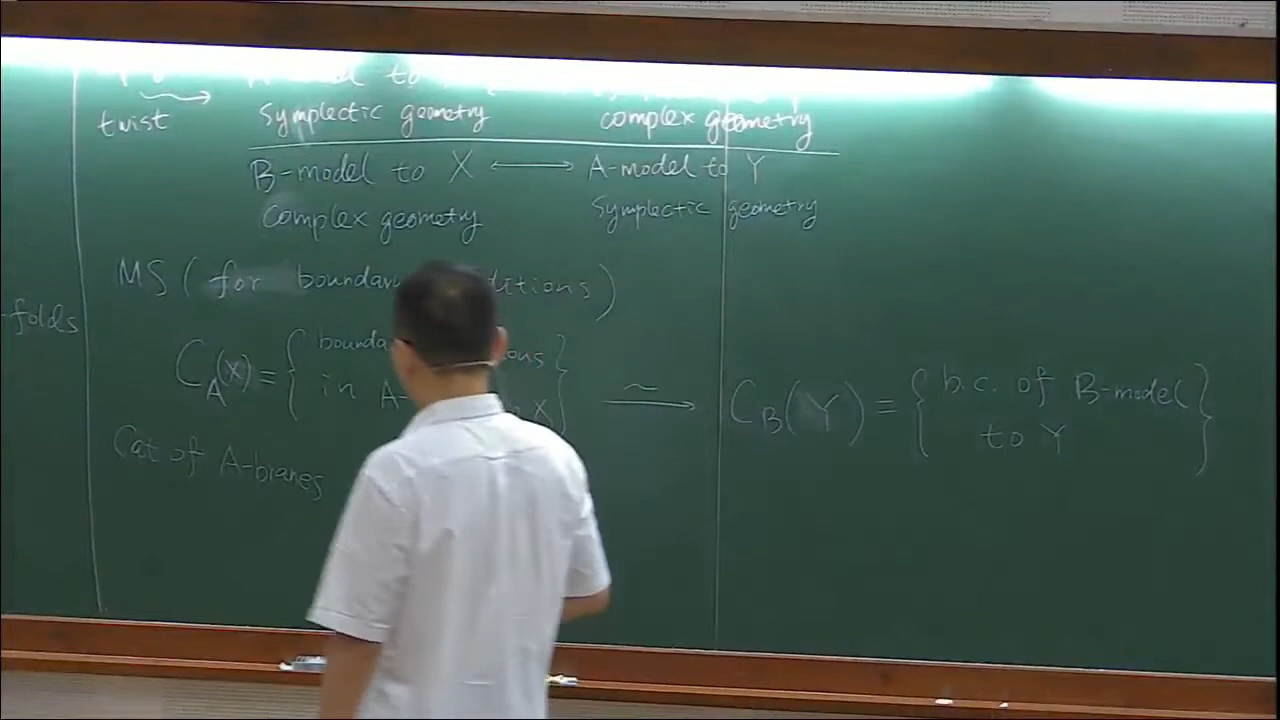 twist
symplectic geometry
complex geometry
B-model to X ⟷ A-model to Y
complex geometry
symplectic geometry
MS (for
-folds
C_A(X) = {
in A-
X}
≃→ C_B(Y) = { b.c. of B-model
to Y }
Cat of A-branes